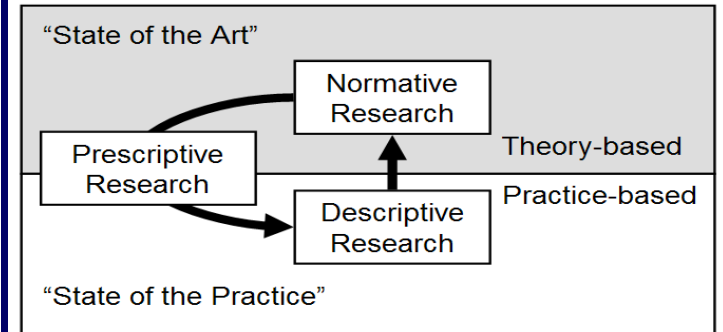 “State of the Art”
Normative
Research
Theory-based
Prescriptive
Research
Practice-based
Descriptive
Research
“State of the Practice”